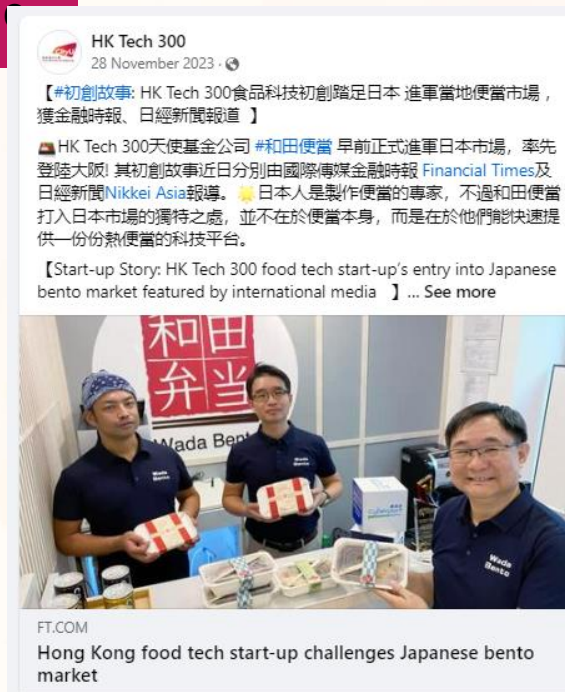 HK Tech 300
28 November 2023 ·
【#初創故事: HK Tech 300食品科技初創踏足日本 進軍當地便當市場，
獲金融時報、日經新聞報道 】
🍱HK Tech 300天使基金公司 #和田便當 早前正式進軍日本市場，率先
登陸大阪! 其初創故事近日分別由國際傳媒金融時報 Financial Times及
日經新聞Nikkei Asia報導。🌟日本人是製作便當的專家，不過和田便當
打入日本市場的獨特之處，並不在於便當本身，而是在於他們能快速提
供一份份熱便當的科技平台。
【Start-up Story: HK Tech 300 food tech start-up's entry into Japanese
bento market featured by international media 】... See more
和田
弁当
Wada Bento
Wada
Bento
Wada
Bento
Wada
Bento
FT.COM
Hong Kong food tech start-up challenges Japanese bento
market